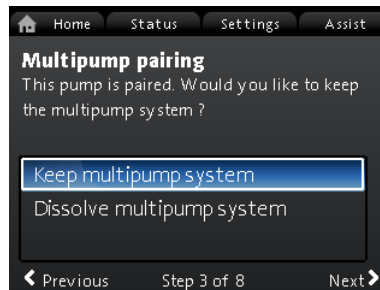 Home Status Settings Assist
Multipump pairing
This pump is paired. Would you like to keep
the multipump system ?
Keep multipump system
Dissolve multipump system
Previous Step 3 of 8 Next